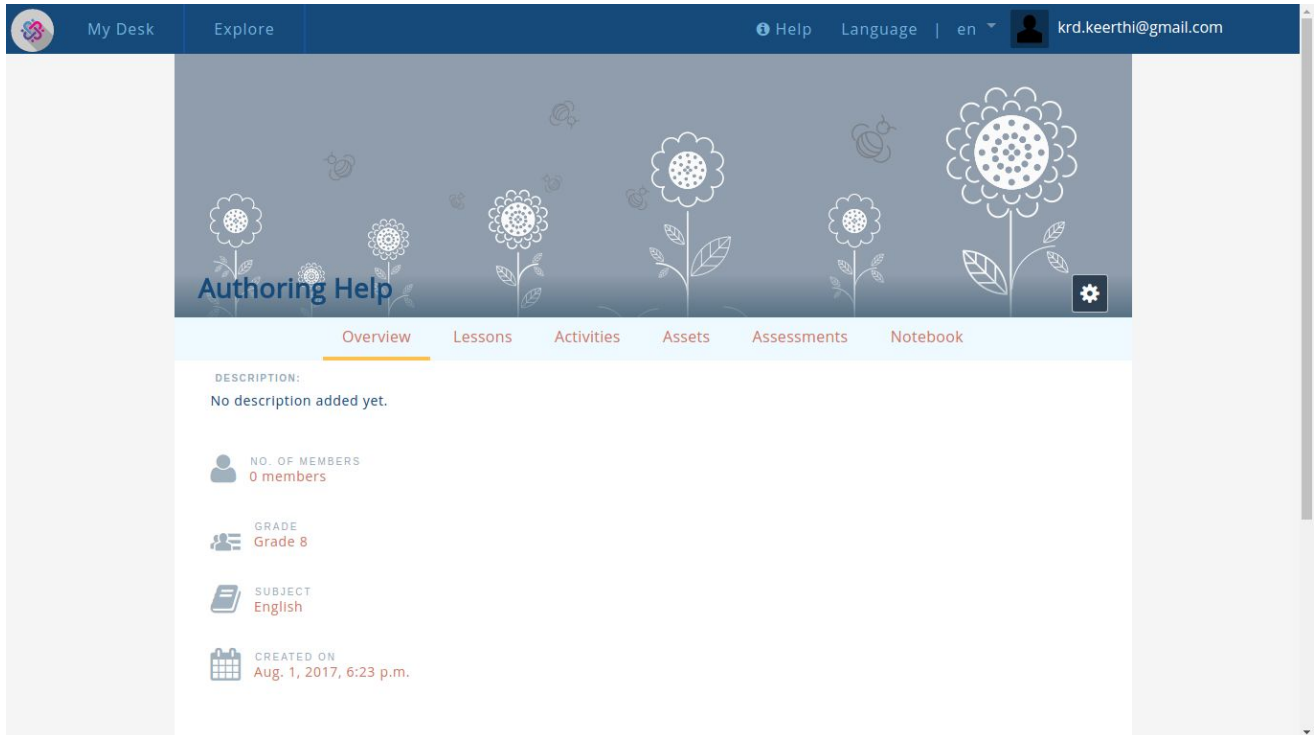 My Desk Explore Help Language | en krd.keerthi@gmail.com
Authoring Help
Overview Lessons Activities Assets Assessments Notebook
DESCRIPTION:
No description added yet.
NO. OF MEMBERS
0 members
GRADE
Grade 8
SUBJECT
English
CREATED ON
Aug. 1, 2017, 6:23 p.m.